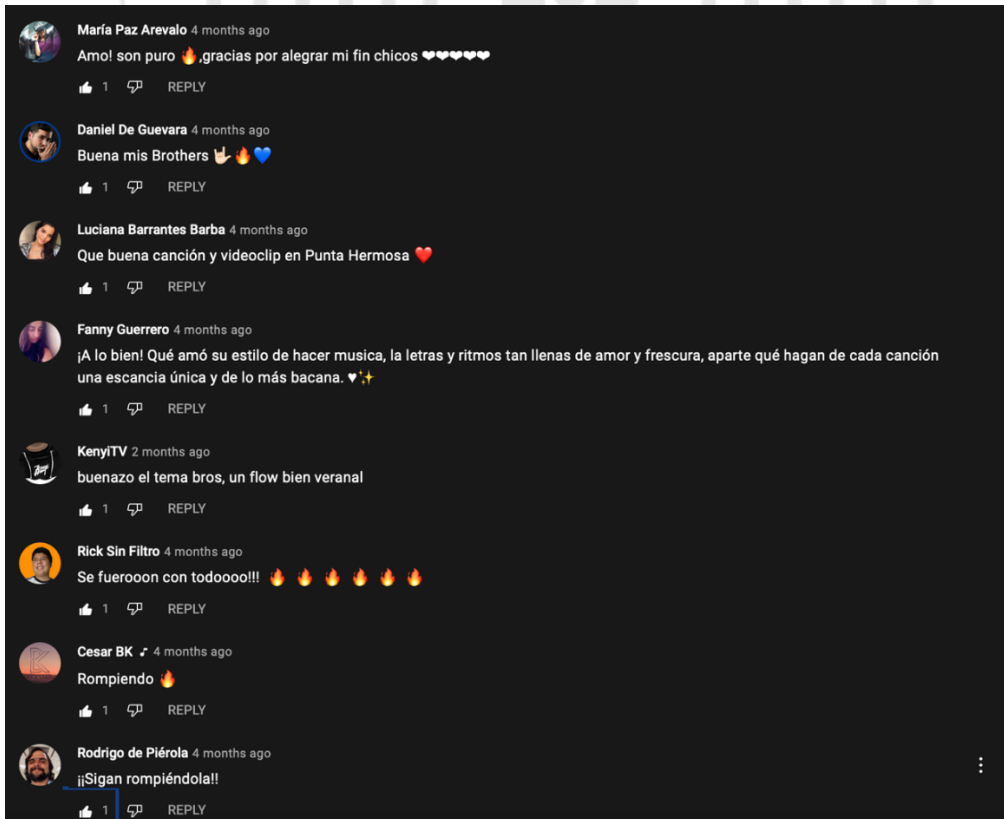 María Paz Arevalo 4 months ago
Amo! son puro 🔥,gracias por alegrar mi fin chicos ❤❤❤❤❤
1 REPLY
Daniel De Guevara 4 months ago
Buena mis Brothers 🤟🏻🔥💙
1 REPLY
Luciana Barrantes Barba 4 months ago
Que buena canción y videoclip en Punta Hermosa ❤️
1 REPLY
Fanny Guerrero 4 months ago
¡A lo bien! Qué amó su estilo de hacer musica, la letras y ritmos tan llenas de amor y frescura, aparte qué hagan de cada canción
una escancia única y de lo más bacana. ♥✨
1 REPLY
KenyiTV 2 months ago
buenazo el tema bros, un flow bien veranal
1 REPLY
Rick Sin Filtro 4 months ago
Se fuerooon con todoooo!!! 🔥 🔥 🔥 🔥 🔥 🔥
1 REPLY
Cesar BK ♪ 4 months ago
Rompiendo 🔥
1 REPLY
Rodrigo de Piérola 4 months ago
¡¡Sigan rompiéndola!!
1 REPLY